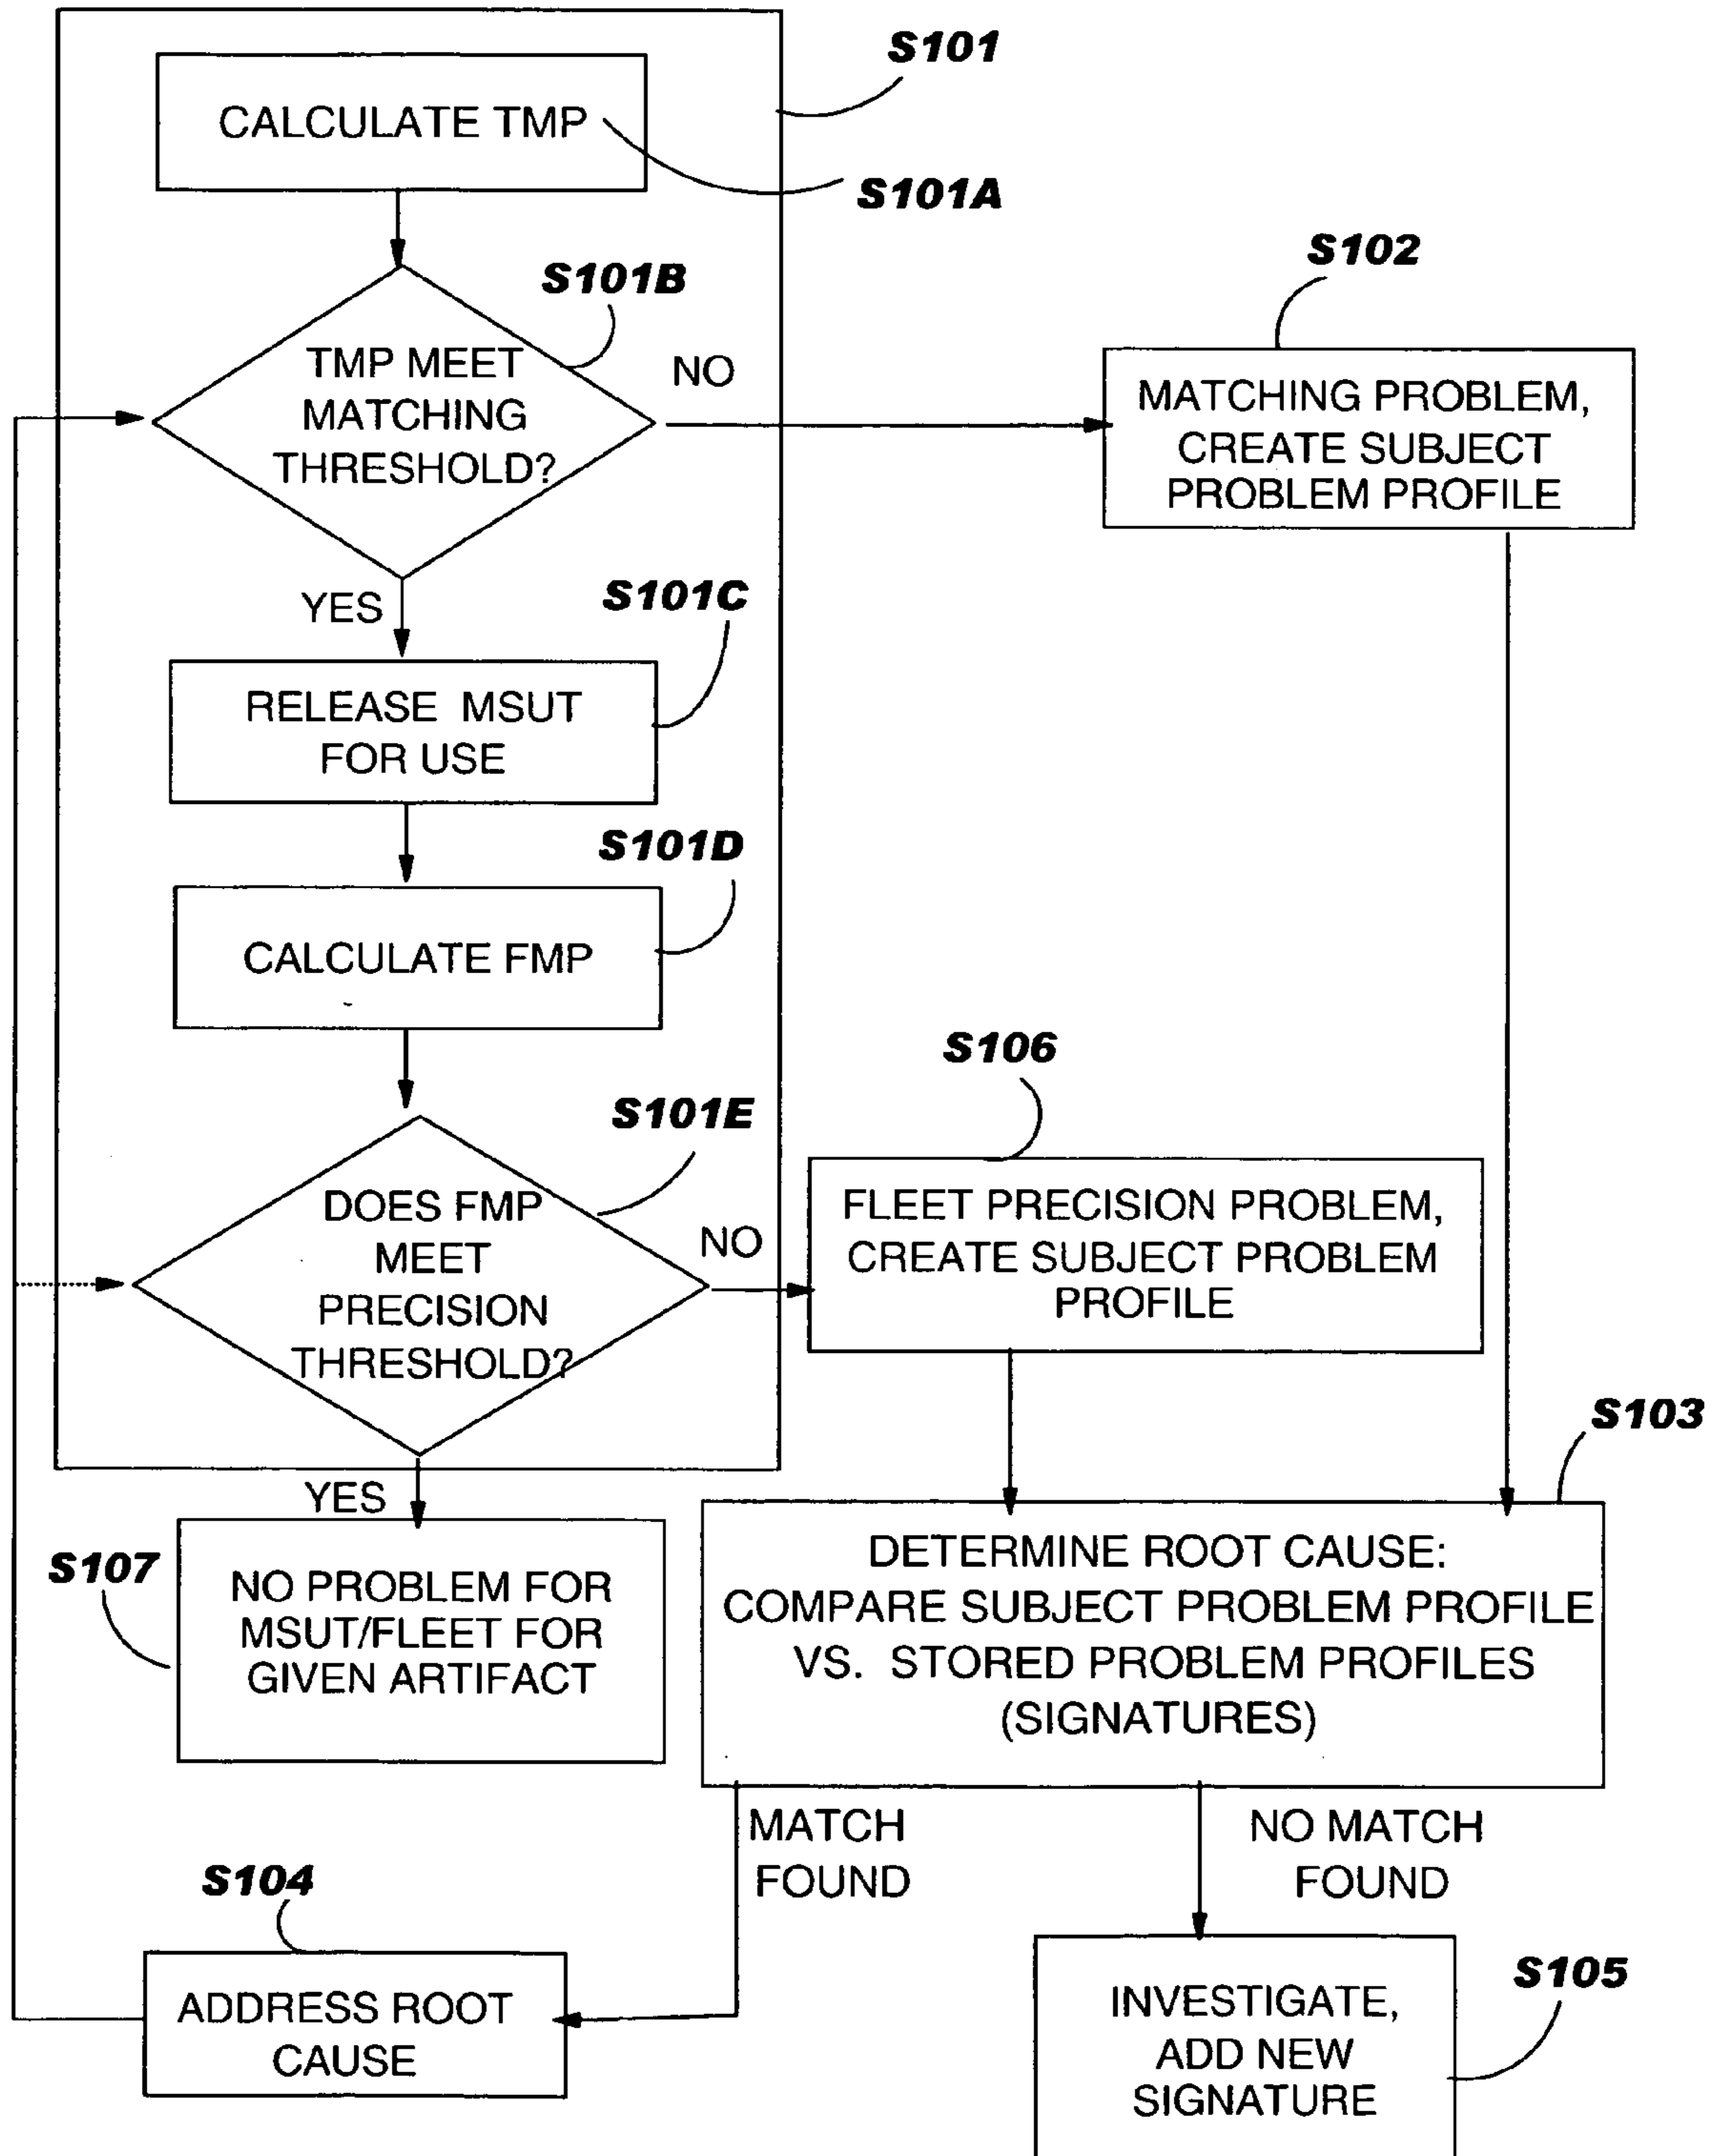 S101
CALCULATE TMP
S101A
S101B
S102
TMP MEET
MATCHING
THRESHOLD?
NO
MATCHING PROBLEM,
CREATE SUBJECT
PROBLEM PROFILE
YES
S101C
RELEASE MSUT
FOR USE
S101D
CALCULATE FMP
S106
S101E
DOES FMP
MEET
PRECISION
THRESHOLD?
NO
FLEET PRECISION PROBLEM,
CREATE SUBJECT PROBLEM
PROFILE
S103
YES
S107
NO PROBLEM FOR
MSUT/FLEET FOR
GIVEN ARTIFACT
DETERMINE ROOT CAUSE:
COMPARE SUBJECT PROBLEM PROFILE
VS. STORED PROBLEM PROFILES
(SIGNATURES)
MATCH
FOUND
NO MATCH
FOUND
S104
ADDRESS ROOT
CAUSE
S105
INVESTIGATE,
ADD NEW
SIGNATURE